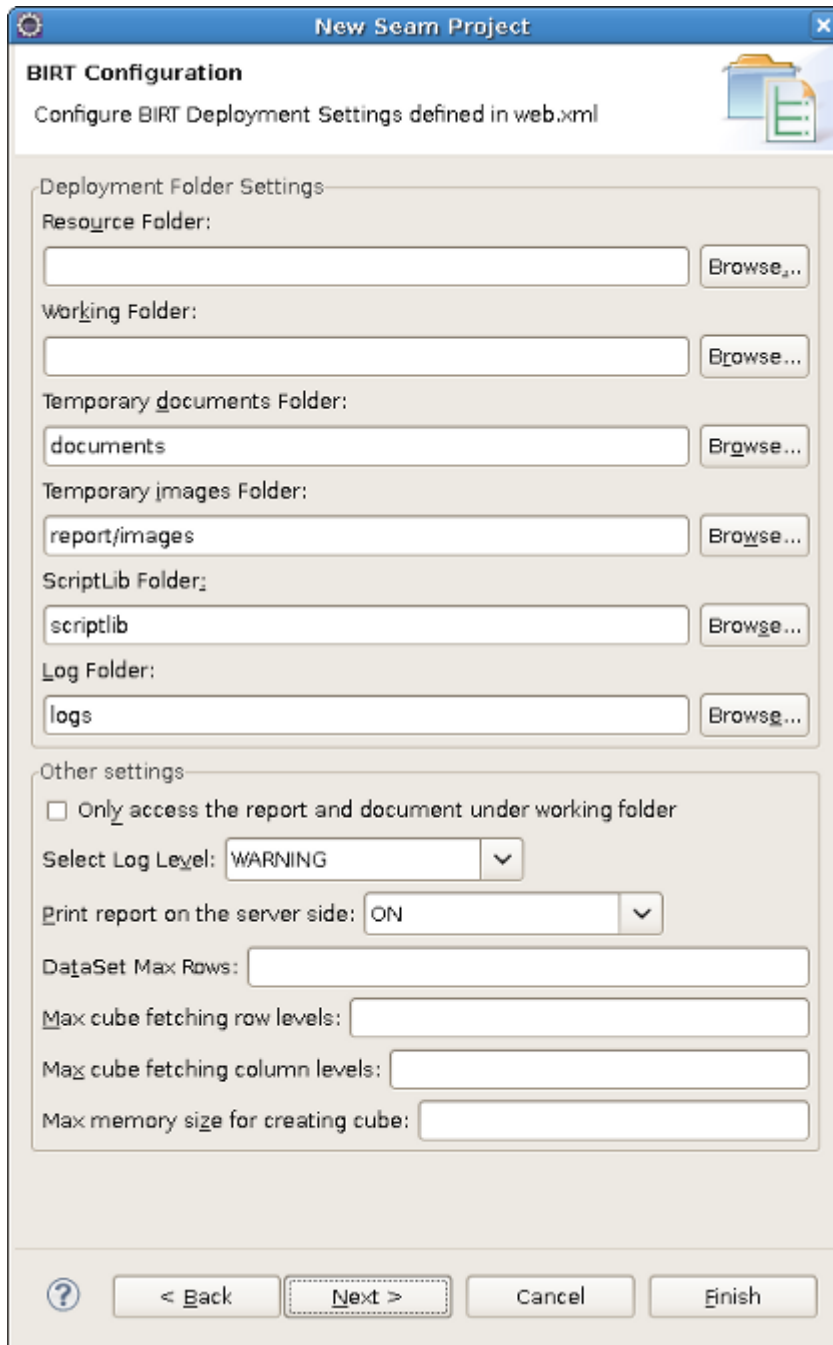 New Seam Project
BIRT Configuration
Configure BIRT Deployment Settings defined in web.xml
Deployment Folder Settings
Resource Folder:
Browse...
Working Folder:
Browse...
Temporary documents Folder:
documents Browse...
Temporary images Folder:
report/images Browse...
ScriptLib Folder:
scriptlib Browse...
Log Folder:
logs Browse...
Other settings
Only access the report and document under working folder
Select Log Level: WARNING
Print report on the server side: ON
DataSet Max Rows:
Max cube fetching row levels:
Max cube fetching column levels:
Max memory size for creating cube:
? < Back Next > Cancel Finish